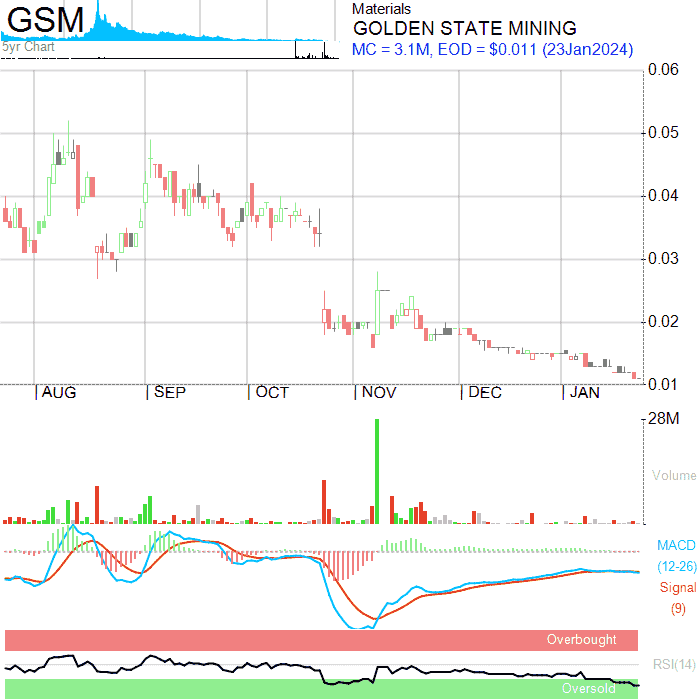 GSM
5yr Chart
Materials
GOLDEN STATE MINING
MC = 3.1M, EOD = $0.011 (23Jan2024)
0.06
0.05
0.04
0.03
0.02
0.01
AUG SEP OCT NOV DEC JAN
28M
Volume
MACD
(12-26)
Signal
(9)
Overbought
RSI(14)
Oversold